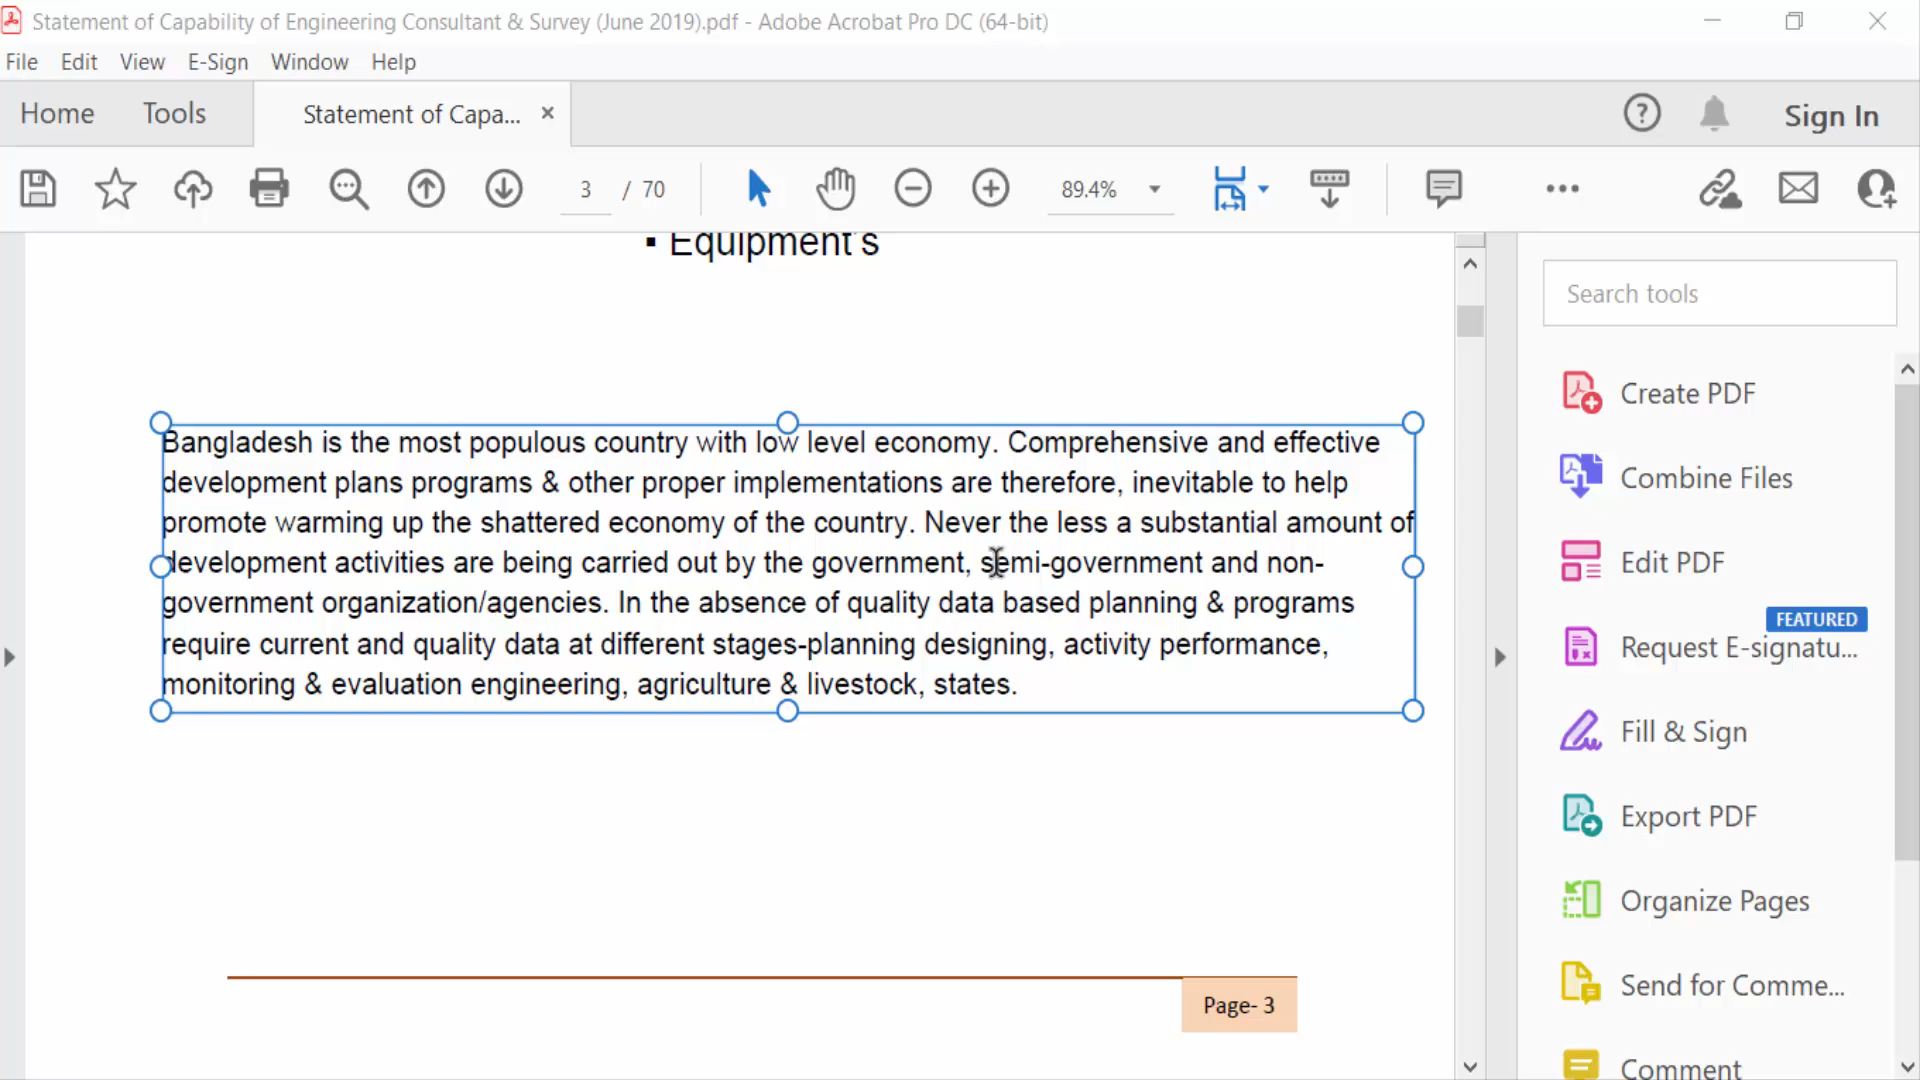 Statement of Capability of Engineering Consultant & Survey (June 2019).pdf - Adobe Acrobat Pro DC (64-bit)
File Edit View E-Sign Window Help
Home Tools Statement of Capa... × Sign In
3 / 70 89.4%
▪ Equipment's
Search tools
Create PDF
Combine Files
Edit PDF
FEATURED
Request E-signatu...
Fill & Sign
Export PDF
Organize Pages
Send for Comme...
Comment
Bangladesh is the most populous country with low level economy. Comprehensive and effective
development plans programs & other proper implementations are therefore, inevitable to help
promote warming up the shattered economy of the country. Never the less a substantial amount of
development activities are being carried out by the government, semi-government and non-
government organization/agencies. In the absence of quality data based planning & programs
require current and quality data at different stages-planning designing, activity performance,
monitoring & evaluation engineering, agriculture & livestock, states.
Page- 3